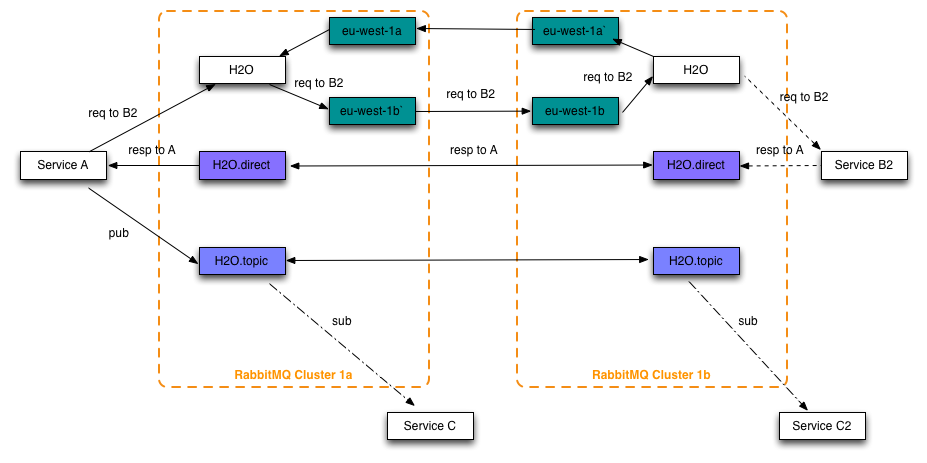 eu-west-1a
eu-west-1a`
H2O
H2O
req to B2
req to B2
req to B2
req to B2
req to B2
eu-west-1b`
eu-west-1b
resp to A
resp to A
resp to A
Service A
H2O.direct
H2O.direct
Service B2
pub
H2O.topic
H2O.topic
sub
sub
RabbitMQ Cluster 1a
RabbitMQ Cluster 1b
Service C
Service C2